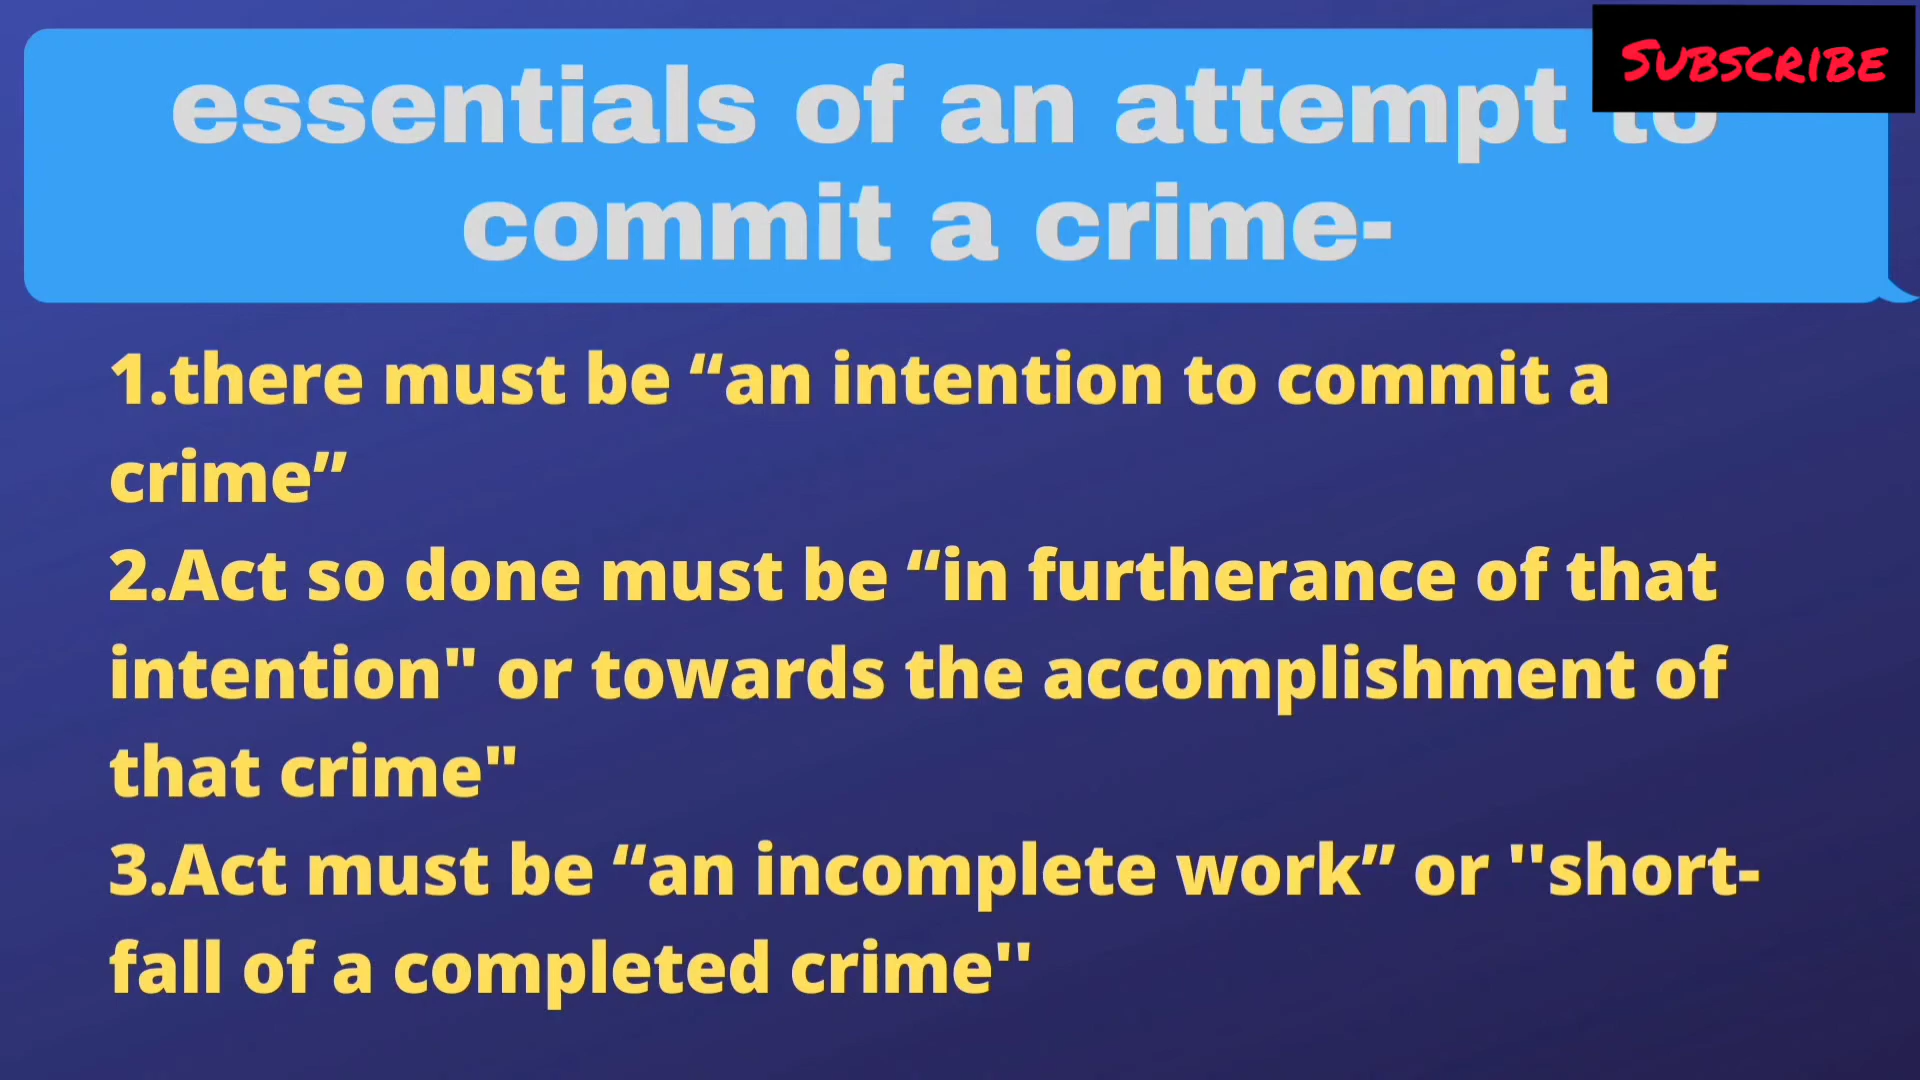 SUBSCRIBE
essentials of an attempt to
commit a crime-
1.there must be “an intention to commit a
crime”
2.Act so done must be “in furtherance of that
intention" or towards the accomplishment of
that crime"
3.Act must be “an incomplete work” or ''short-
fall of a completed crime''